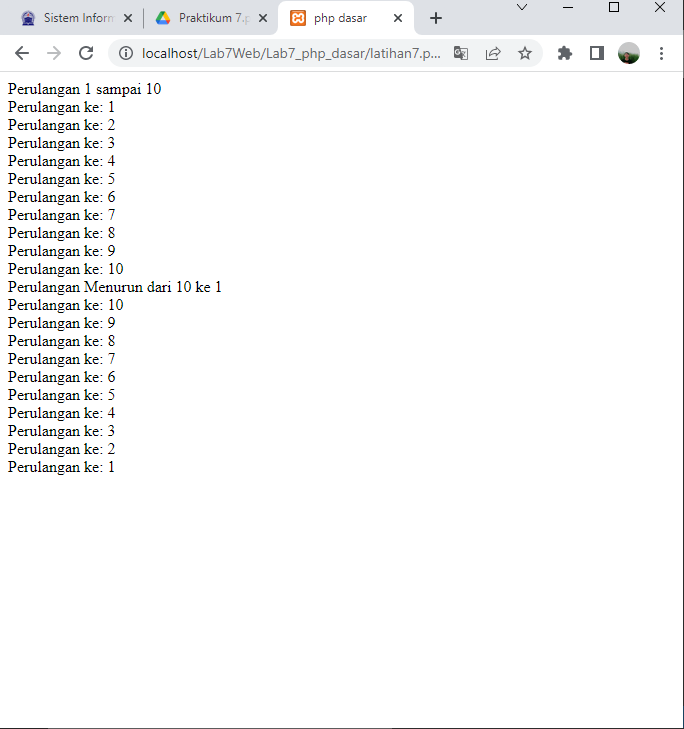 Sistem Inform
Praktikum 7.p
php dasar
localhost/Lab7Web/Lab7_php_dasar/latihan7.p...
Perulangan 1 sampai 10
Perulangan ke: 1
Perulangan ke: 2
Perulangan ke: 3
Perulangan ke: 4
Perulangan ke: 5
Perulangan ke: 6
Perulangan ke: 7
Perulangan ke: 8
Perulangan ke: 9
Perulangan ke: 10
Perulangan Menurun dari 10 ke 1
Perulangan ke: 10
Perulangan ke: 9
Perulangan ke: 8
Perulangan ke: 7
Perulangan ke: 6
Perulangan ke: 5
Perulangan ke: 4
Perulangan ke: 3
Perulangan ke: 2
Perulangan ke: 1